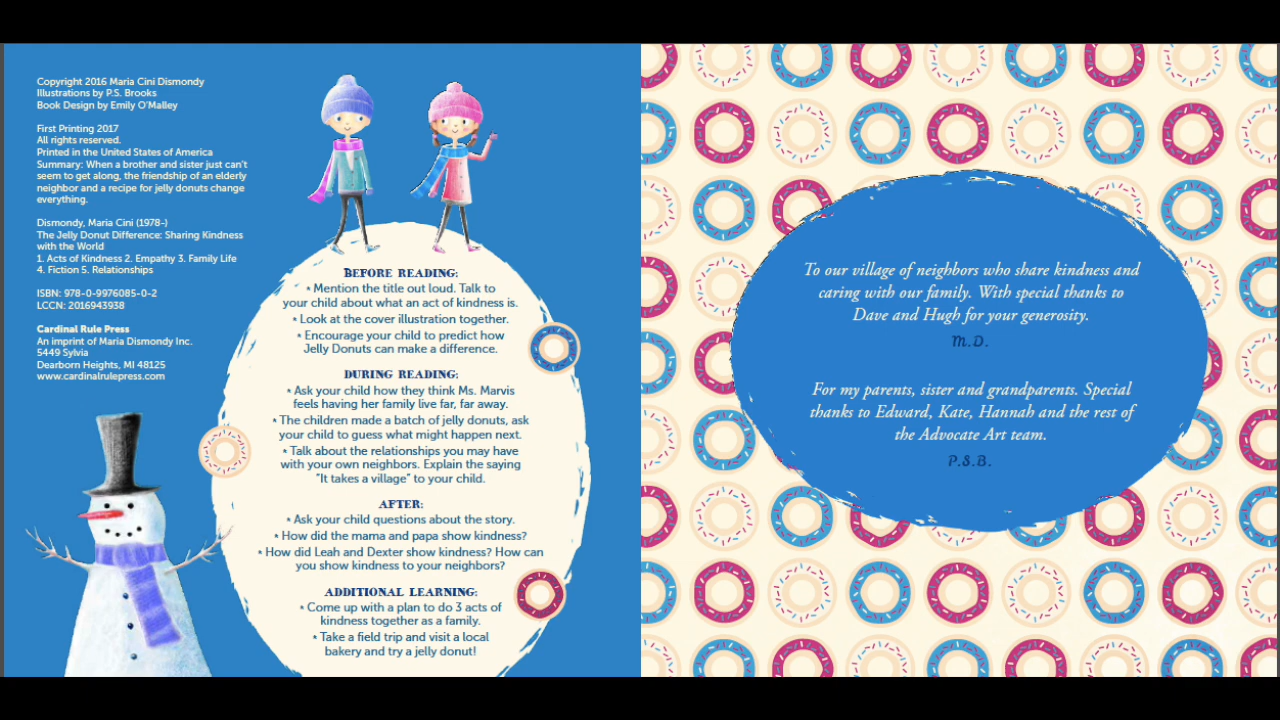 Copyright 2016 Maria Cini Dismondy
Illustrations by P.S. Brooks
Book Design by Emily O'Malley
First Printing 2017
All rights reserved.
Printed in the United States of America
Summary: When a brother and sister just can't
seem to get along, the friendship of an elderly
neighbor and a recipe for jelly donuts change
everything.
Dismondy, Maria Cini (1978-)
The Jelly Donut Difference: Sharing Kindness
with the World
1. Acts of Kindness 2. Empathy 3. Family Life
4. Fiction 5. Relationships
ISBN: 978-0-9976085-0-2
LCCN: 2016943938
Cardinal Rule Press
An imprint of Maria Dismondy Inc.
5449 Sylvia
Dearborn Heights, MI 48125
www.cardinalrulepress.com
BEFORE READING:
* Mention the title out loud. Talk to
your child about what an act of kindness is.
* Look at the cover illustration together.
* Encourage your child to predict how
Jelly Donuts can make a difference.
DURING READING:
* Ask your child how they think Ms. Marvis
feels having her family live far, far away.
* The children made a batch of jelly donuts, ask
your child to guess what might happen next.
* Talk about the relationships you may have
with your own neighbors. Explain the saying
"It takes a village" to your child.
AFTER:
* Ask your child questions about the story.
* How did the mama and papa show kindness?
* How did Leah and Dexter show kindness? How can
you show kindness to your neighbors?
ADDITIONAL LEARNING:
* Come up with a plan to do 3 acts of
kindness together as a family.
* Take a field trip and visit a local
bakery and try a jelly donut!
To our village of neighbors who share kindness and
caring with our family. With special thanks to
Dave and Hugh for your generosity.
M.D.
For my parents, sister and grandparents. Special
thanks to Edward, Kate, Hannah and the rest of
the Advocate Art team.
P.S.B.